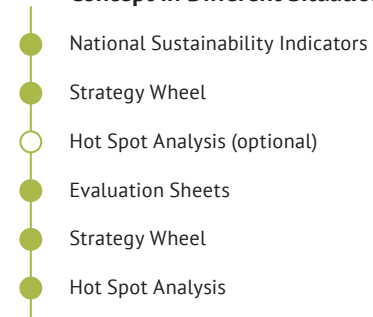 Concept in Different Situation
National Sustainability Indicators
Strategy Wheel
Hot Spot Analysis (optional)
Evaluation Sheets
Strategy Wheel
Hot Spot Analysis